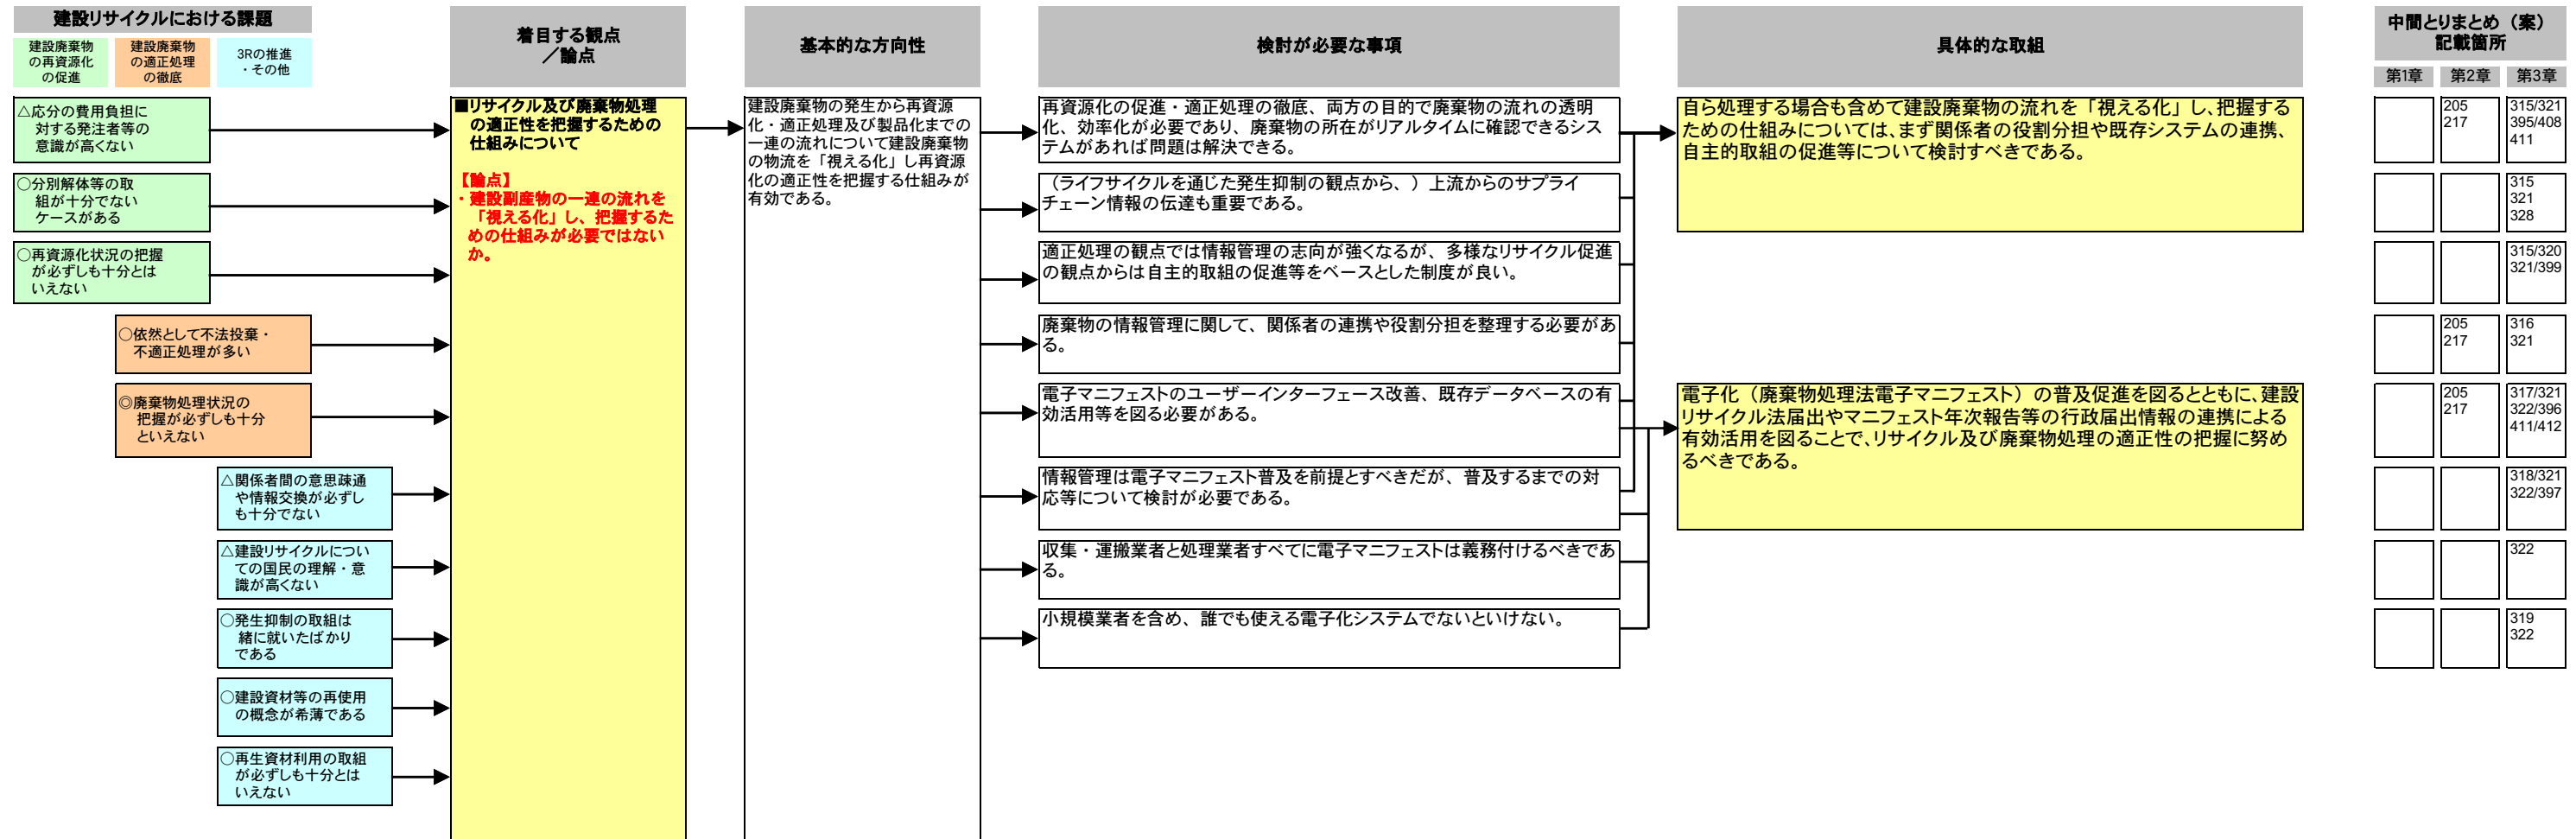 建設リサイクルにおける課題
建設廃棄物
の再資源化
の促進
建設廃棄物
の適正処理
の徹底
3Rの推進
・その他
着目する観点
／論点
基本的な方向性
検討が必要な事項
具体的な取組
中間とりまとめ（案）
記載箇所
第1章
第2章
第3章
△応分の費用負担に
対する発注者等の
意識が高くない
○分別解体等の取
組が十分でない
ケースがある
○再資源化状況の把握
が必ずしも十分とは
いえない
○依然として不法投棄・
不適正処理が多い
◎廃棄物処理状況の
把握が必ずしも十分
といえない
△関係者間の意思疎通
や情報交換が必ずし
も十分でない
△建設リサイクルについ
ての国民の理解・意
識が高くない
○発生抑制の取組は
緒に就いたばかり
である
○建設資材等の再使用
の概念が希薄である
○再生資材利用の取組
が必ずしも十分とは
いえない
■リサイクル及び廃棄物処理
の適正性を把握するための
仕組みについて
【論点】
・建設副産物の一連の流れを
「視える化」し、把握するた
めの仕組みが必要ではない
か。
建設廃棄物の発生から再資源
化・適正処理及び製品化までの
一連の流れについて建設廃棄物
の物流を「視える化」し再資源
化の適正性を把握する仕組みが
有効である。
再資源化の促進・適正処理の徹底、両方の目的で廃棄物の流れの透明
化、効率化が必要であり、廃棄物の所在がリアルタイムに確認できるシス
テムがあれば問題は解決できる。
（ライフサイクルを通じた発生抑制の観点から、）上流からのサプライ
チェーン情報の伝達も重要である。
適正処理の観点では情報管理の志向が強くなるが、多様なリサイクル促進
の観点からは自主的取組の促進等をベースとした制度が良い。
廃棄物の情報管理に関して、関係者の連携や役割分担を整理する必要があ
る。
電子マニフェストのユーザーインターフェース改善、既存データベースの有
効活用等を図る必要がある。
情報管理は電子マニフェスト普及を前提とすべきだが、普及するまでの対
応等について検討が必要である。
収集・運搬業者と処理業者すべてに電子マニフェストは義務付けるべきであ
る。
小規模業者を含め、誰でも使える電子化システムでないといけない。
自ら処理する場合も含めて建設廃棄物の流れを「視える化」し、把握する
ための仕組みについては、まず関係者の役割分担や既存システムの連携、
自主的取組の促進等について検討すべきである。
電子化（廃棄物処理法電子マニフェスト）の普及促進を図るとともに、建設
リサイクル法届出やマニフェスト年次報告等の行政届出情報の連携による
有効活用を図ることで、リサイクル及び廃棄物処理の適正性の把握に努め
るべきである。
205
217
315/321
395/408
411
315
321
328
315/320
321/399
205
217
316
321
205
217
317/321
322/396
411/412
318/321
322/397
322
319
322